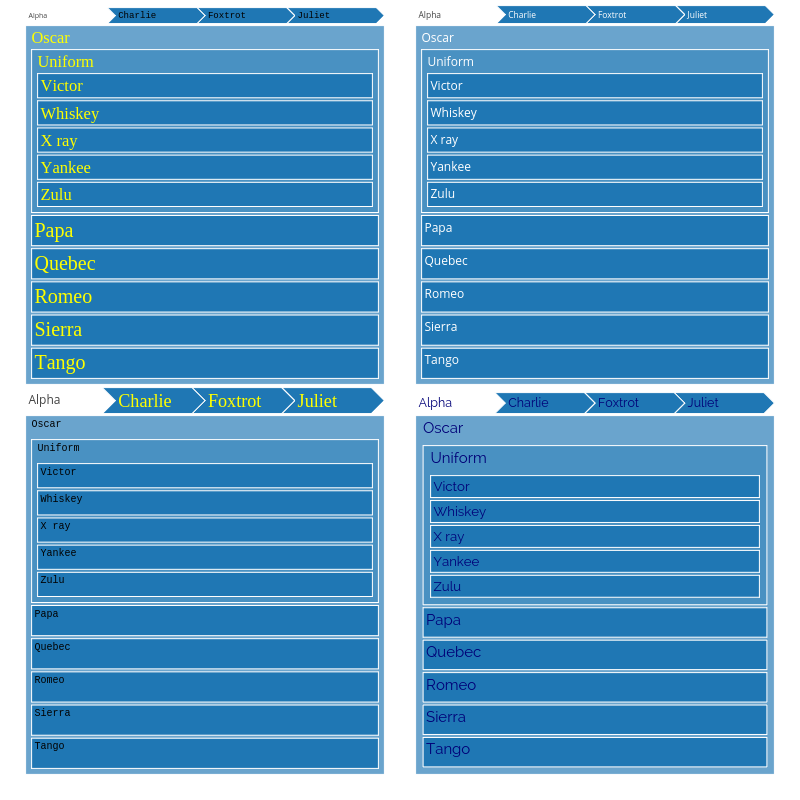 Alpha Charlie Foxtrot Juliet
Oscar
Uniform
Victor
Whiskey
X ray
Yankee
Zulu
Papa
Quebec
Romeo
Sierra
Tango
Alpha Charlie Foxtrot Juliet
Oscar
Uniform
Victor
Whiskey
X ray
Yankee
Zulu
Papa
Quebec
Romeo
Sierra
Tango
Alpha Charlie Foxtrot Juliet
Oscar
Uniform
Victor
Whiskey
X ray
Yankee
Zulu
Papa
Quebec
Romeo
Sierra
Tango
Alpha Charlie Foxtrot Juliet
Oscar
Uniform
Victor
Whiskey
X ray
Yankee
Zulu
Papa
Quebec
Romeo
Sierra
Tango